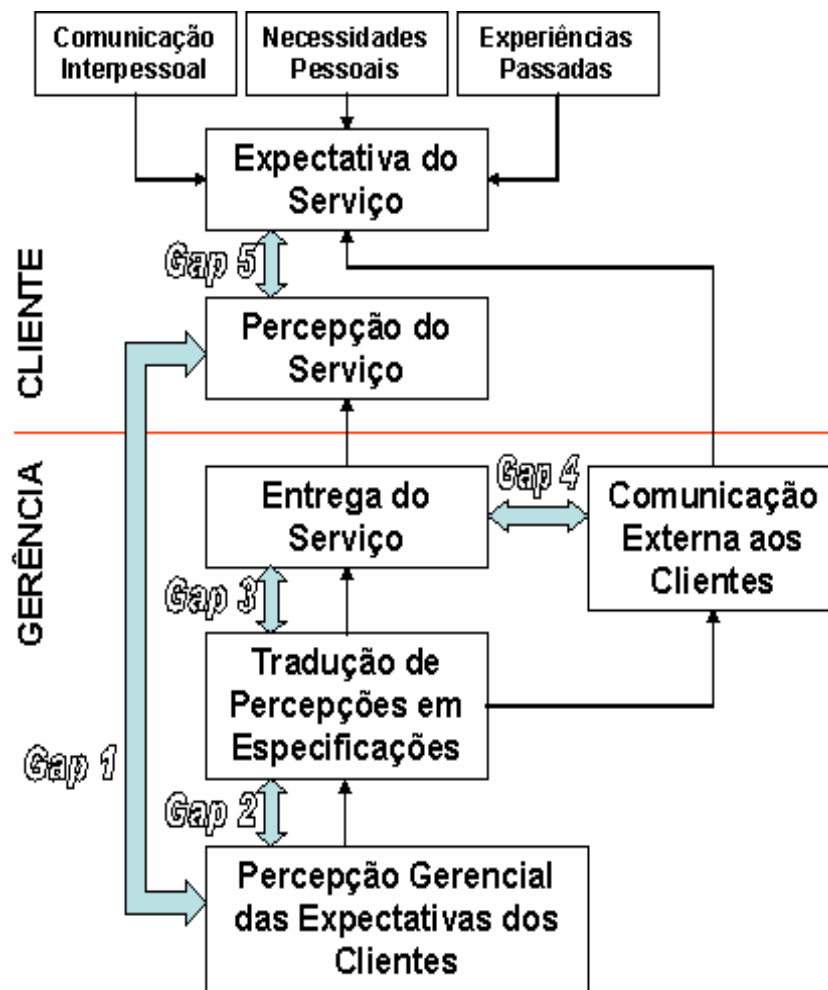 Comunicação
Interpessoal
Necessidades
Pessoais
Experiências
Passadas
Expectativa do
Serviço
Gap 5
CLIENTE
Percepção do
Serviço
GERÊNCIA
Entrega do
Serviço
Gap 4
Comunicação
Externa aos
Clientes
Gap 3
Tradução de
Percepções em
Especificações
Gap 1
Gap 2
Percepção Gerencial
das Expectativas dos
Clientes